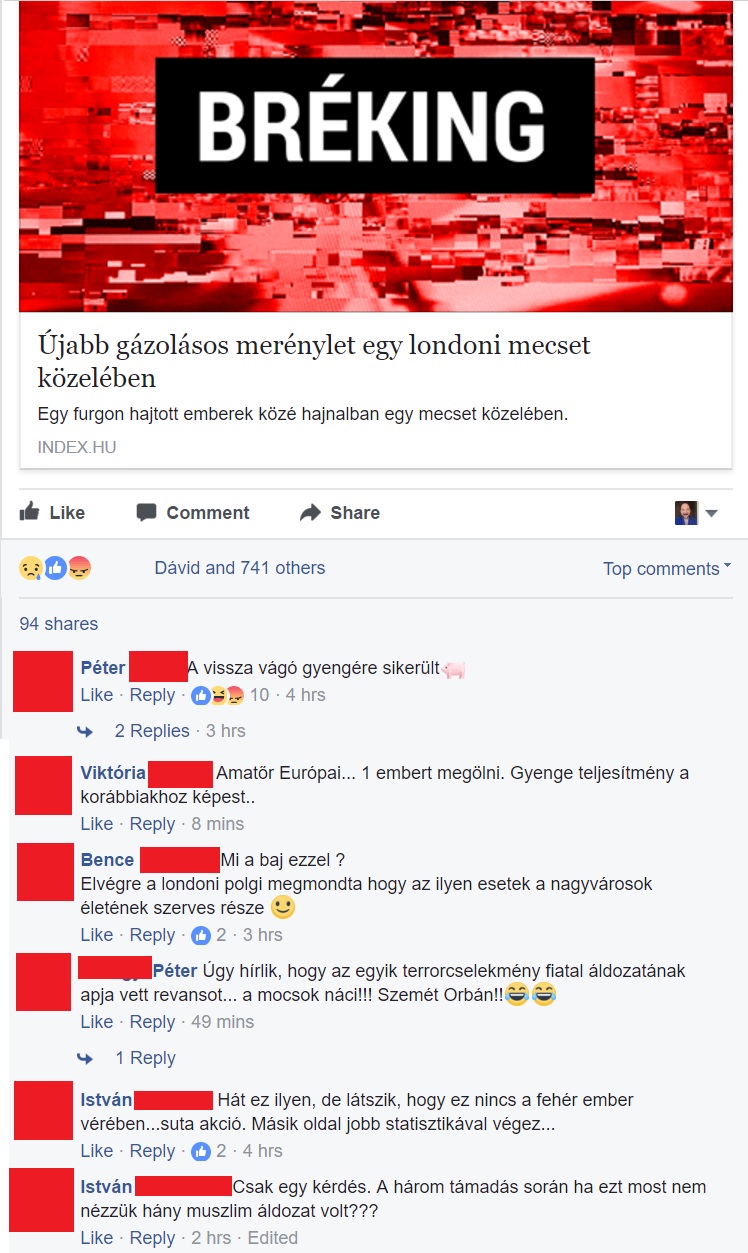 BRÉKING
Újabb gázolásos merénylet egy londoni mecset
közelében
Egy furgon hajtott emberek közé hajnalban egy mecset közelében.
INDEX.HU
Like Comment Share
Dávid and 741 others Top comments
94 shares
Péter A vissza vágó gyengére sikerült
Like · Reply · 10 · 4 hrs
2 Replies · 3 hrs
Viktória Amatőr Európai... 1 embert megölni. Gyenge teljesítmény a
korábbiakhoz képest..
Like · Reply · 8 mins
Bence Mi a baj ezzel ?
Elvégre a londoni polgi megmondta hogy az ilyen esetek a nagyvárosok
életének szerves része
Like · Reply · 2 · 3 hrs
Péter Úgy hírlik, hogy az egyik terrorcselekmény fiatal áldozatának
apja vett revansot... a mocsok náci!!! Szemét Orbán!!
Like · Reply · 49 mins
1 Reply
István Hát ez ilyen, de látszik, hogy ez nincs a fehér ember
vérében...suta akció. Másik oldal jobb statisztikával végez...
Like · Reply · 2 · 4 hrs
István Csak egy kérdés. A három támadás során ha ezt most nem
nézzük hány muszlim áldozat volt???
Like · Reply · 2 hrs · Edited